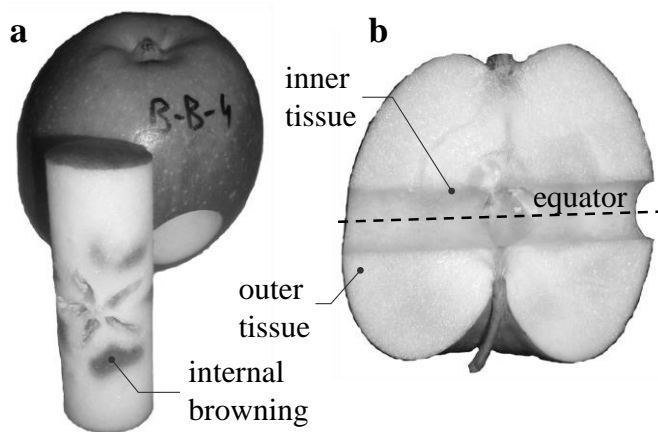 a
B-B-4
internal
browning
b
inner
tissue
equator
outer
tissue